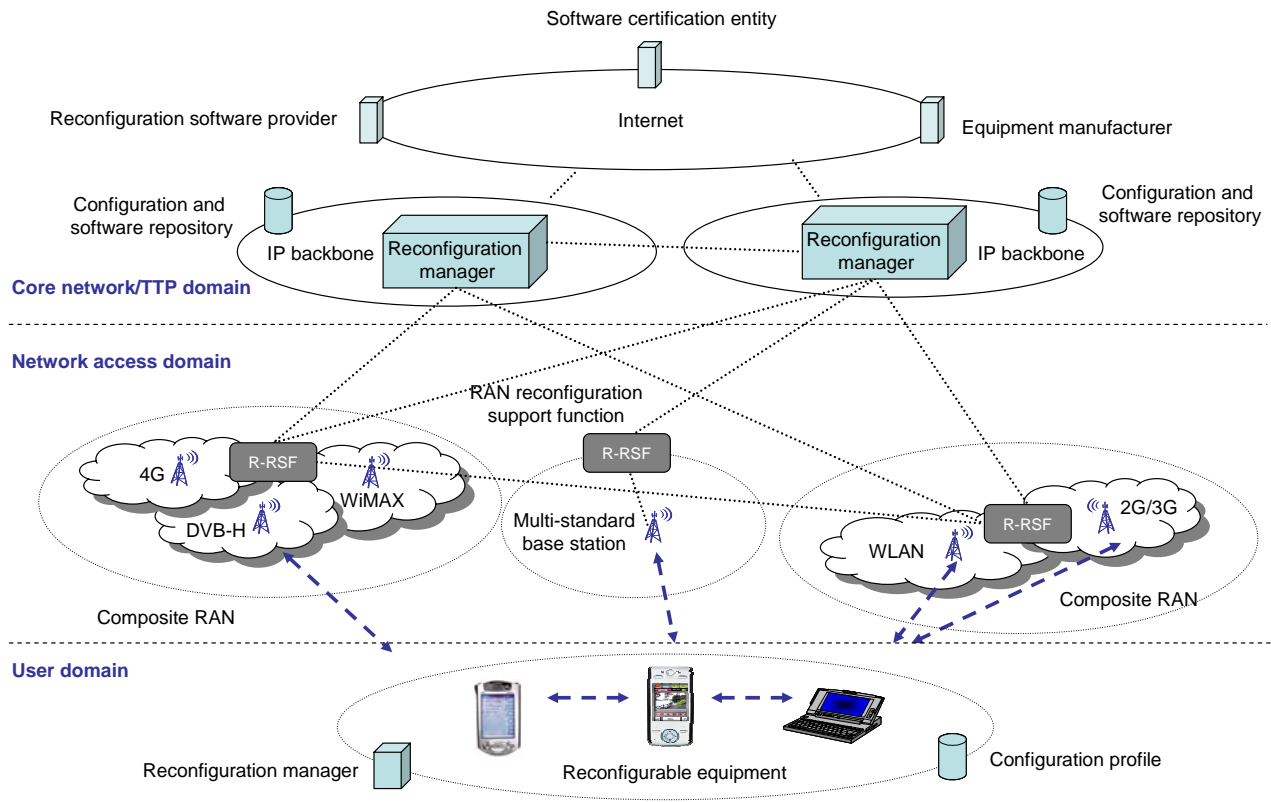 Software certification entity
Reconfiguration software provider
Internet
Equipment manufacturer
Configuration and
software repository
Configuration and
software repository
IP backbone
Reconfiguration
manager
Reconfiguration
manager
IP backbone
Core network/TTP domain
Network access domain
RAN reconfiguration
support function
4G
R-RSF
WiMAX
DVB-H
R-RSF
Multi-standard
base station
R-RSF
2G/3G
WLAN
Composite RAN
Composite RAN
User domain
Reconfiguration manager
Reconfigurable equipment
Configuration profile